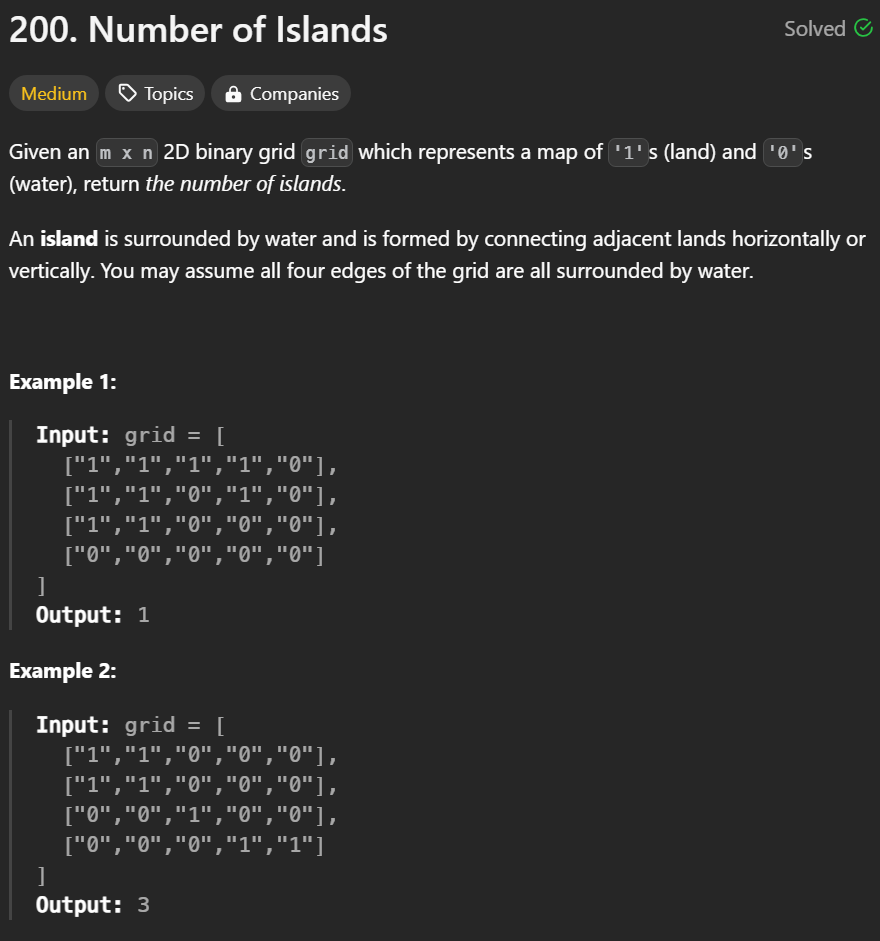 200. Number of Islands
Solved
Medium
Topics
Companies
Given an m x n 2D binary grid grid which represents a map of '1's (land) and '0's
(water), return the number of islands.
An island is surrounded by water and is formed by connecting adjacent lands horizontally or
vertically. You may assume all four edges of the grid are all surrounded by water.
Example 1:
Input: grid = [
["1","1","1","1","0"],
["1","1","0","1","0"],
["1","1","0","0","0"],
["0","0","0","0","0"]
]
Output: 1
Example 2:
Input: grid = [
["1","1","0","0","0"],
["1","1","0","0","0"],
["0","0","1","0","0"],
["0","0","0","1","1"]
]
Output: 3